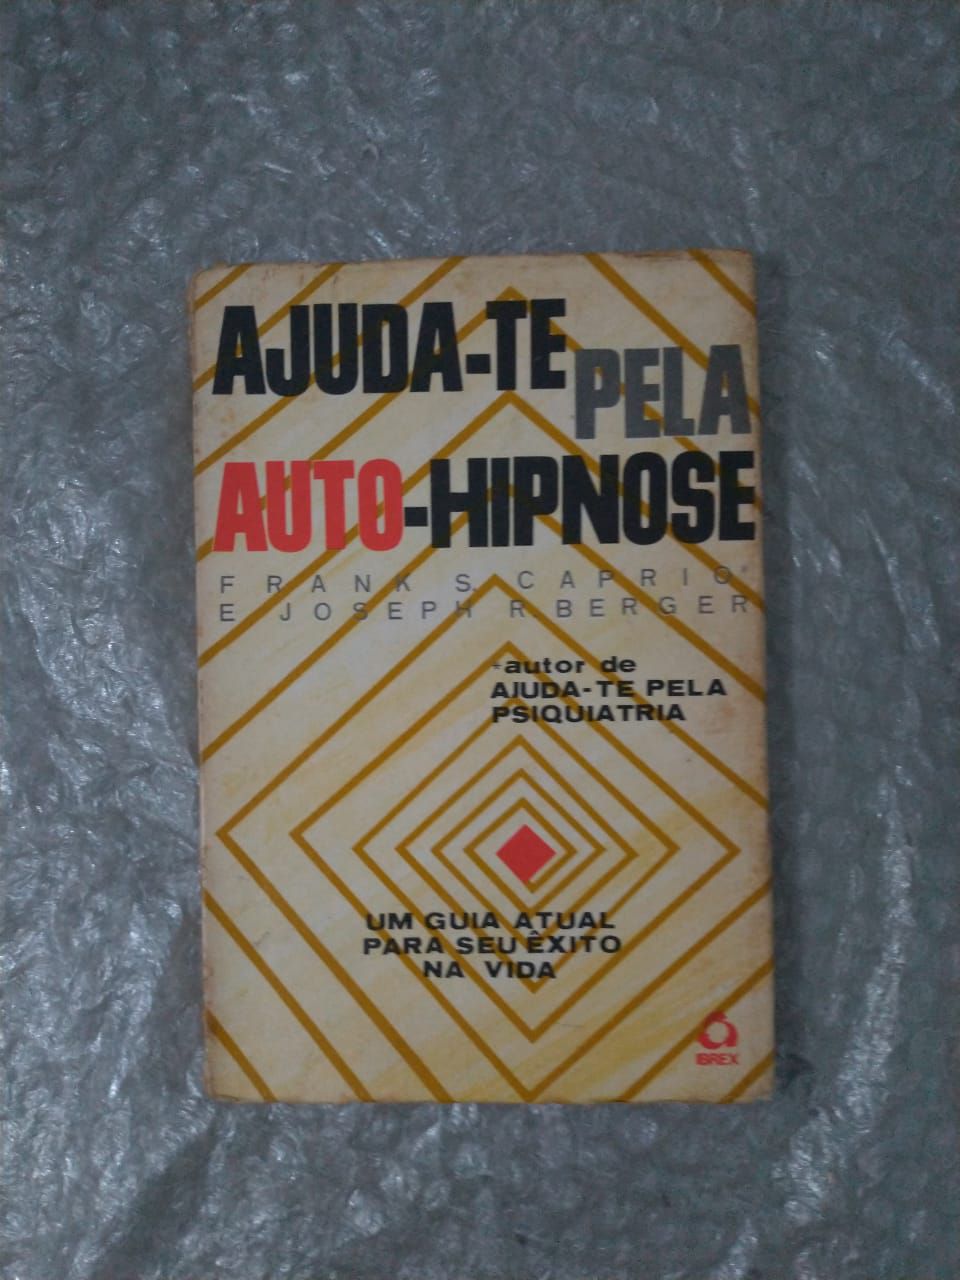 AJUDA-TE
PELA
AUTO-HIPNOSE
FRANK S. CAPRIO*
E JOSEPH R. BERGER
*autor de
AJUDA-TE PELA
PSIQUIATRIA
UM GUIA ATUAL
PARA SEU ÊXITO
NA VIDA
IBREX